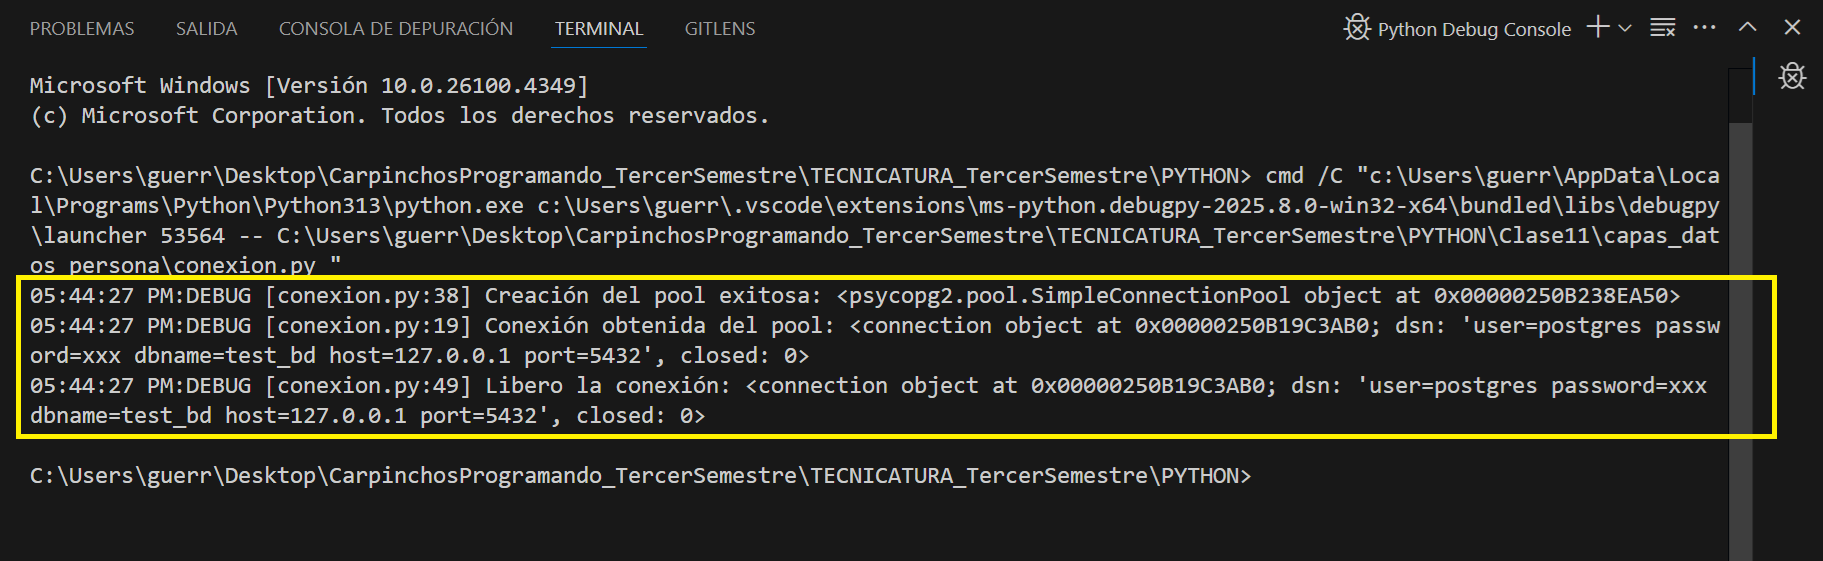 PROBLEMAS SALIDA CONSOLA DE DEPURACIÓN TERMINAL GITLENS Python Debug Console
Microsoft Windows [Versión 10.0.26100.4349]
(c) Microsoft Corporation. Todos los derechos reservados.
C:\Users\guerr\Desktop\CarpinchosProgramando_TercerSemestre\TECNICATURA_TercerSemestre\PYTHON> cmd /C "c:\Users\guerr\AppData\Loca
l\Programs\Python\Python313\python.exe c:\Users\guerr\.vscode\extensions\ms-python.debugpy-2025.8.0-win32-x64\bundled\libs\debugpy
\launcher 53564 -- C:\Users\guerr\Desktop\CarpinchosProgramando_TercerSemestre\TECNICATURA_TercerSemestre\PYTHON\Clase11\capas_dat
os_persona\conexion.py "
05:44:27 PM:DEBUG [conexion.py:38] Creación del pool exitosa: <psycopg2.pool.SimpleConnectionPool object at 0x00000250B238EA50>
05:44:27 PM:DEBUG [conexion.py:19] Conexión obtenida del pool: <connection object at 0x00000250B19C3AB0; dsn: 'user=postgres passw
ord=xxx dbname=test_bd host=127.0.0.1 port=5432', closed: 0>
05:44:27 PM:DEBUG [conexion.py:49] Libero la conexión: <connection object at 0x00000250B19C3AB0; dsn: 'user=postgres password=xxx
dbname=test_bd host=127.0.0.1 port=5432', closed: 0>
C:\Users\guerr\Desktop\CarpinchosProgramando_TercerSemestre\TECNICATURA_TercerSemestre\PYTHON>